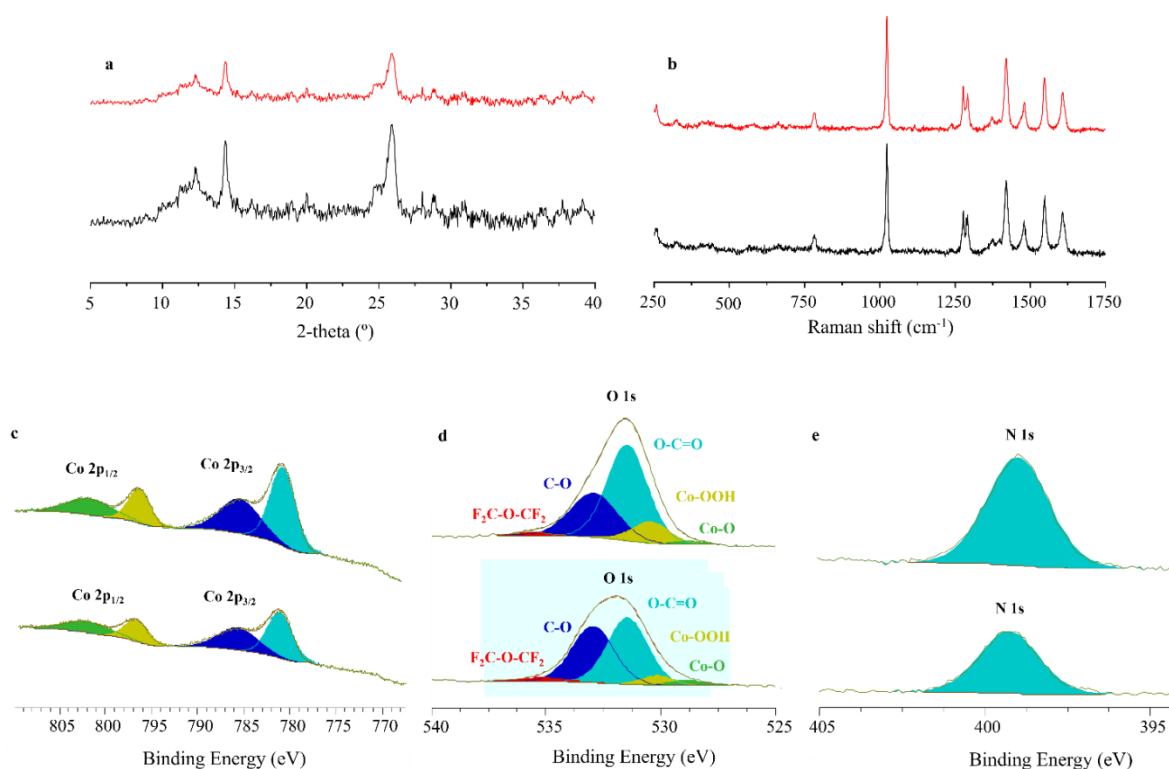 a
5 10 15 20 25 30 35 40
2-theta (º)
b
250 500 750 1000 1250 1500 1750
Raman shift (cm⁻¹)
c
Co 2p₁/₂
Co 2p₃/₂
Co 2p₁/₂
Co 2p₃/₂
805 800 795 790 785 780 775 770
Binding Energy (eV)
d
O 1s
O-C=O
C-O
Co-OOH
F₂C-O-CF₂
Co-O
O 1s
O-C=O
C-O
Co-OOH
F₂C-O-CF₂
Co-O
540 535 530 525
Binding Energy (eV)
e
N 1s
N 1s
405 400 395
Binding Energy (eV)